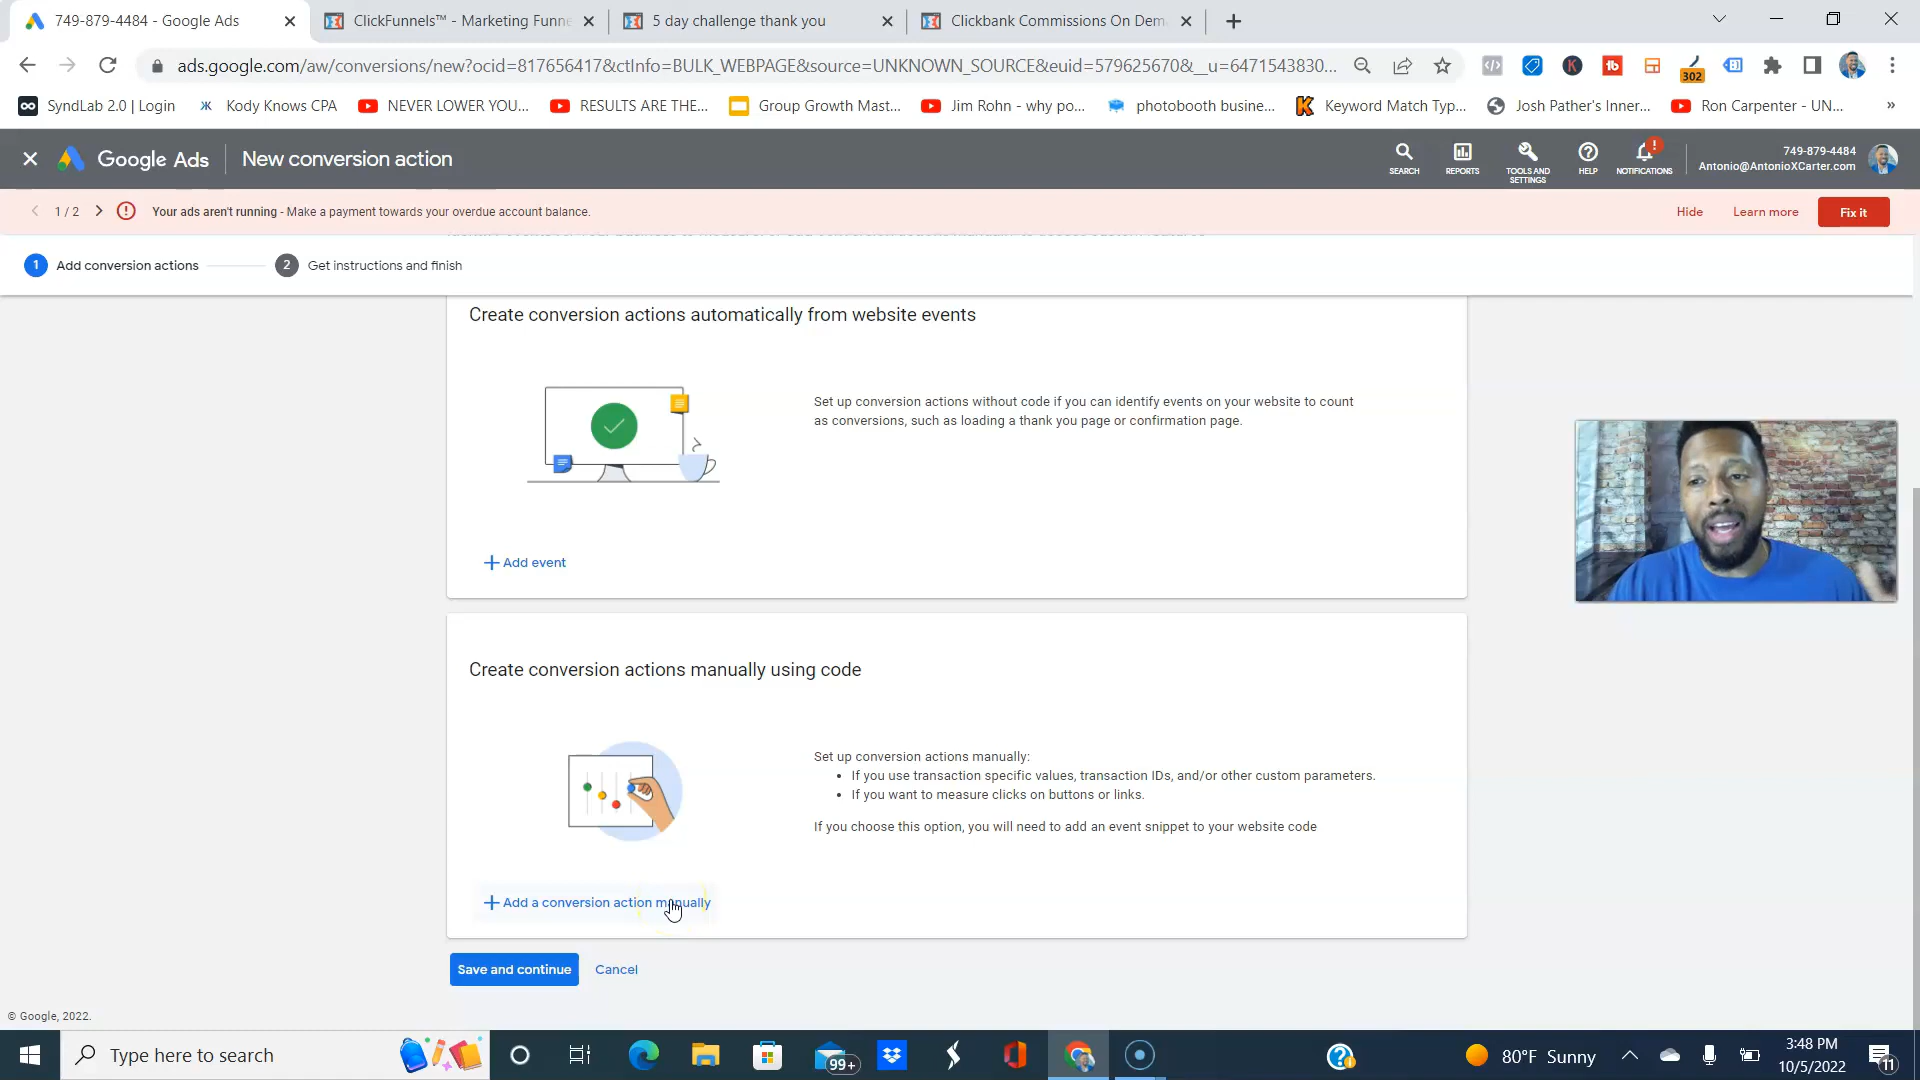 749-879-4484 - Google Ads
ClickFunnels™ - Marketing Funne
5 day challenge thank you
Clickbank Commissions On Dem
ads.google.com/aw/conversions/new?ocid=817656417&ctInfo=BULK_WEBPAGE&source=UNKNOWN_SOURCE&euid=579625670&__u=6471543830...
302
SyndLab 2.0 | Login
Kody Knows CPA
NEVER LOWER YOU...
RESULTS ARE THE...
Group Growth Mast...
Jim Rohn - why po...
photobooth busine...
Keyword Match Typ...
Josh Pather's Inner...
Ron Carpenter - UN...
»
Google Ads
New conversion action
SEARCH
REPORTS
TOOLS AND SETTINGS
HELP
NOTIFICATIONS
749-879-4484
Antonio@AntonioXCarter.com
1 / 2
Your ads aren't running - Make a payment towards your overdue account balance.
Hide
Learn more
Fix it
1 Add conversion actions
2 Get instructions and finish
Create conversion actions automatically from website events
Set up conversion actions without code if you can identify events on your website to count
as conversions, such as loading a thank you page or confirmation page.
+ Add event
Create conversion actions manually using code
Set up conversion actions manually:
• If you use transaction specific values, transaction IDs, and/or other custom parameters.
• If you want to measure clicks on buttons or links.
If you choose this option, you will need to add an event snippet to your website code
+ Add a conversion action manually
Save and continue
Cancel
© Google, 2022.
Type here to search
99+
80°F Sunny
3:48 PM
10/5/2022
11